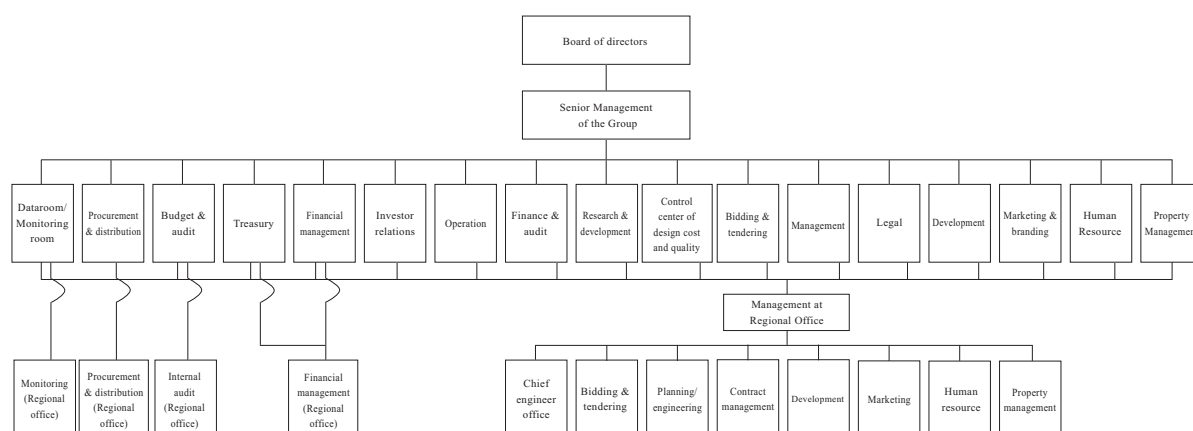 Board of directors
Senior Management
of the Group
Dataroom/
Monitoring
room
Procurement
& distribution
Budget &
audit
Treasury
Financial
management
Investor
relations
Operation
Finance &
audit
Research &
development
Control
center of
design cost
and quality
Bidding &
tendering
Management
Legal
Development
Marketing &
branding
Human
Resource
Property
Management
Management at
Regional Office
Monitoring
(Regional
office)
Procurement
& distribution
(Regional
office)
Internal
audit
(Regional
office)
Financial
management
(Regional
office)
Chief
engineer
office
Bidding &
tendering
Planning/
engineering
Contract
management
Development
Marketing
Human
resource
Property
management